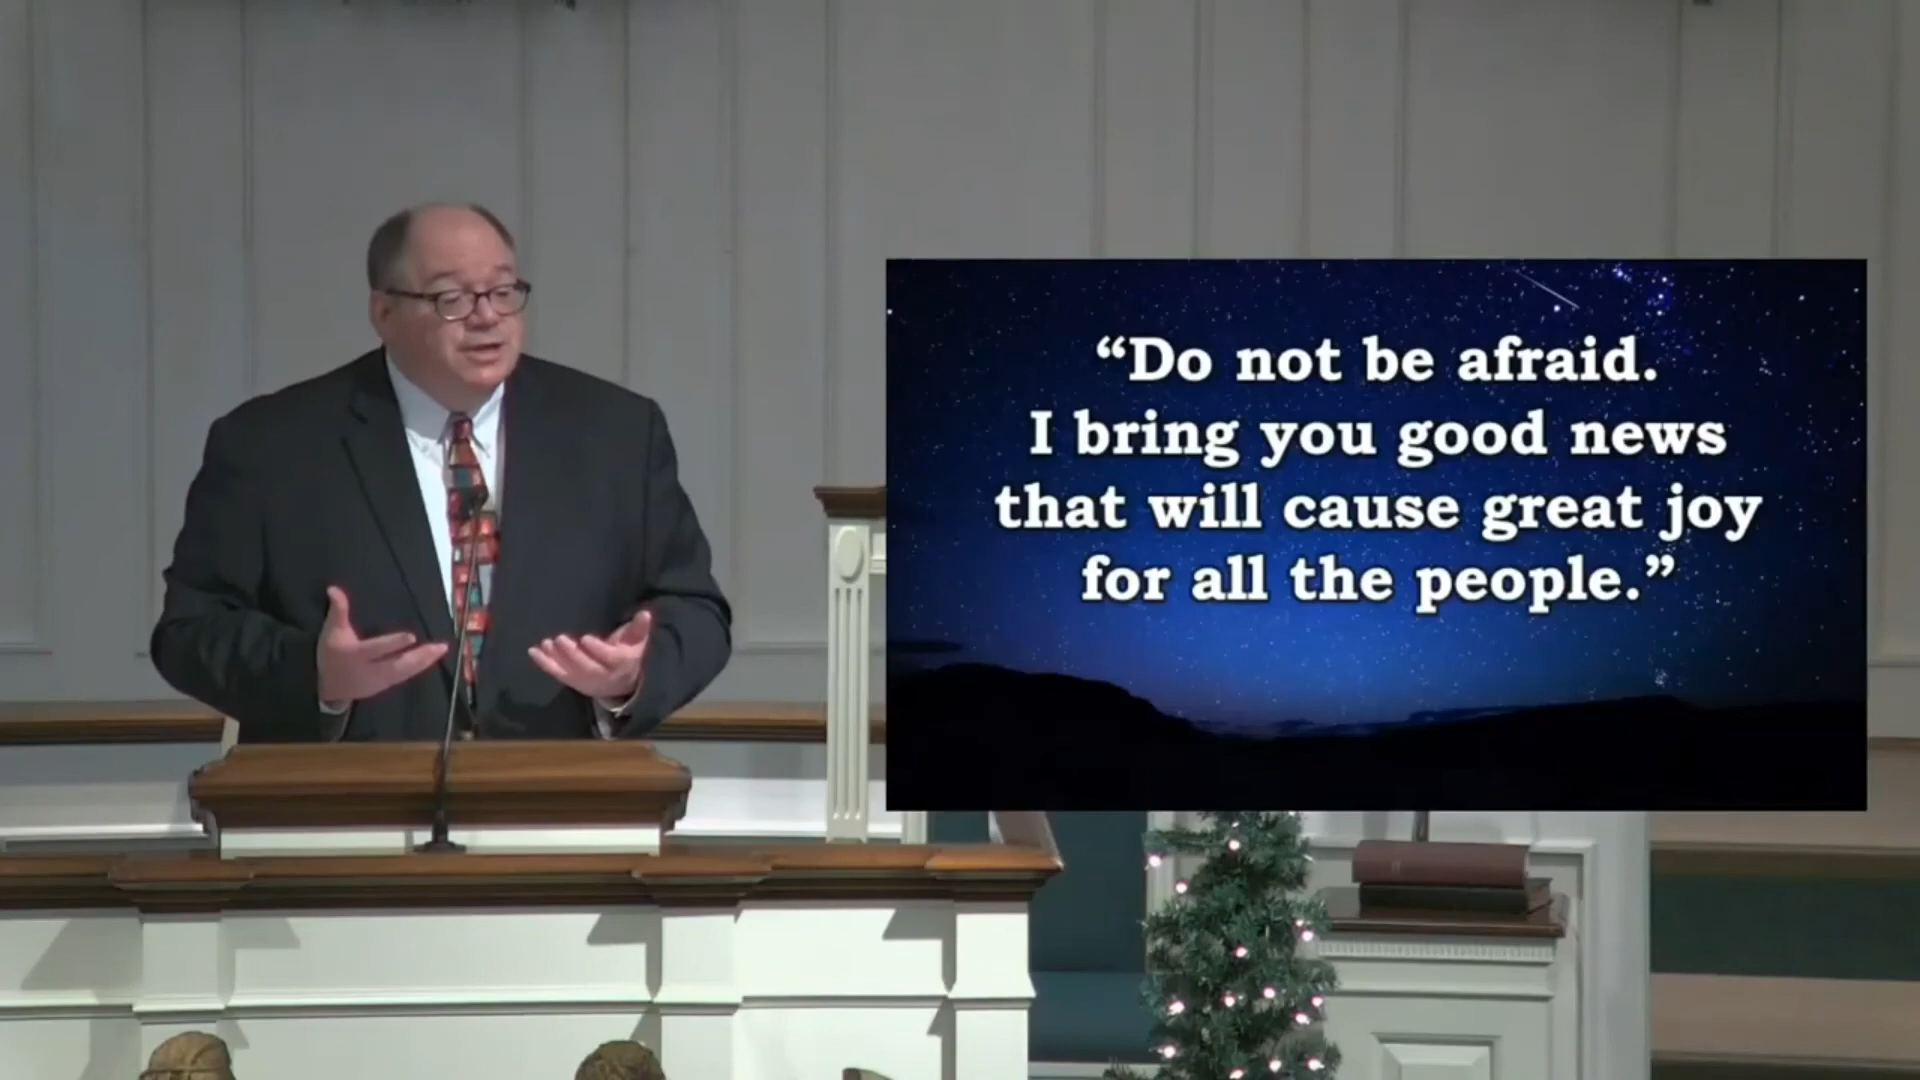 “Do not be afraid.
I bring you good news
that will cause great joy
for all the people.”